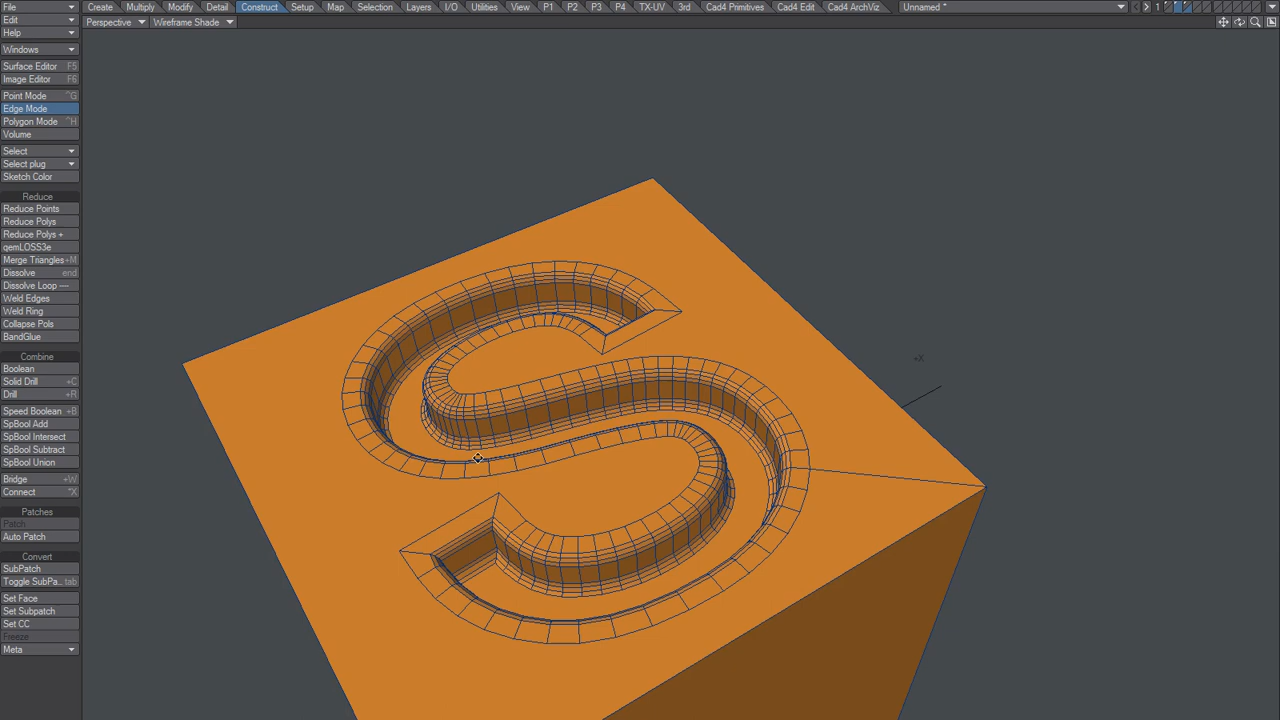 File Create Multiply Modify Detail Construct Setup Map Selection Layers I/O Utilities View P1 P2 P3 P4 TX-UV 3rd Cad4 Primitives Cad4 Edit Cad4 ArchViz Unnamed * 1
Edit Perspective Wireframe Shade
Help
Windows
Surface Editor F5
Image Editor F6
Point Mode ^G
Edge Mode
Polygon Mode ^H
Volume
Select
Select plug
Sketch Color
Reduce
Reduce Points
Reduce Polys
Reduce Polys +
qemLOSS3e
Merge Triangles +M
Dissolve end
Dissolve Loop —
Weld Edges
Weld Ring
Collapse Pols
BandGlue
Combine
Boolean
Solid Drill +C
Drill +R
Speed Boolean +B
SpBool Add
SpBool Intersect
SpBool Subtract
SpBool Union
Bridge +W
Connect ^X
Patches
Patch
Auto Patch
Convert
SubPatch
Toggle SubPa... tab
Set Face
Set Subpatch
Set CC
Freeze
Meta
+X
S